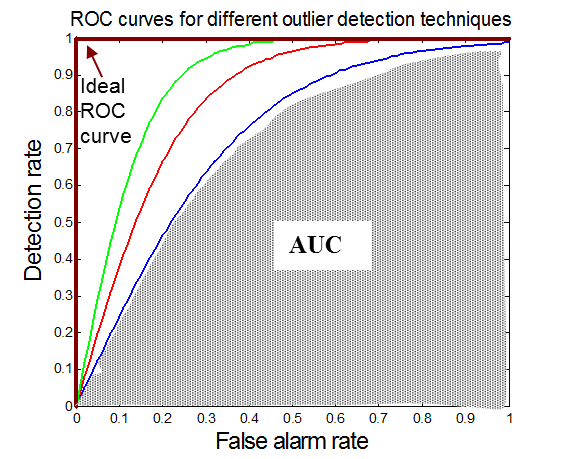 ROC curves for different outlier detection techniques
1
0.9
0.8
0.7
0.6
0.5
0.4
0.3
0.2
0.1
0
Ideal
ROC
curve
AUC
Detection rate
0 0.1 0.2 0.3 0.4 0.5 0.6 0.7 0.8 0.9 1
False alarm rate